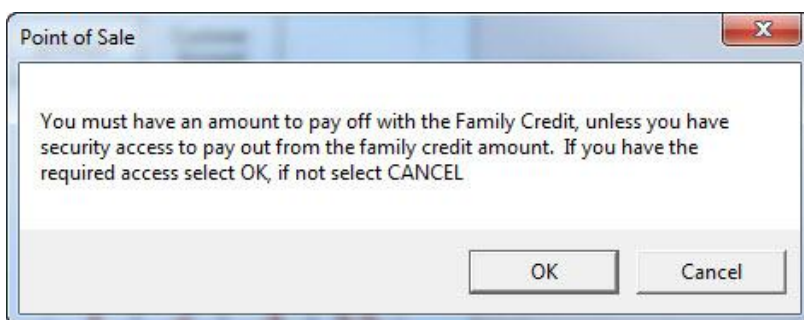 Point of Sale
You must have an amount to pay off with the Family Credit, unless you have
security access to pay out from the family credit amount.  If you have the
required access select OK, if not select CANCEL
OK
Cancel